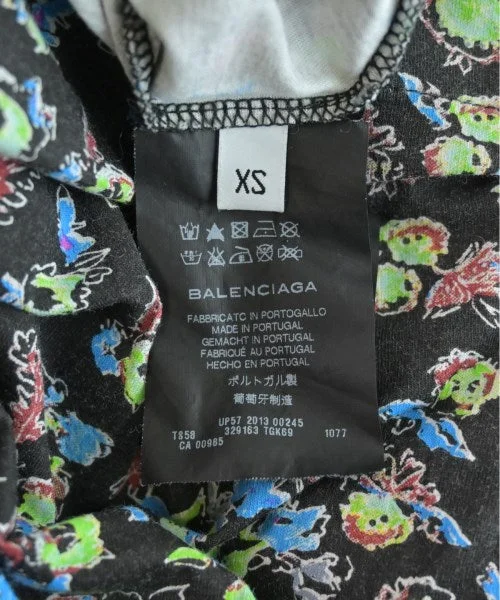 XS
BALENCIAGA
FABBRICATO IN PORTOGALLO
MADE IN PORTUGAL
GEMACHT IN PORTUGAL
FABRIQUÉ AU PORTUGAL
HECHO EN PORTUGAL
ポルトガル製
葡萄牙制造
UP57 2013 00245
T858 329163 TGK69 1077
CA 00985